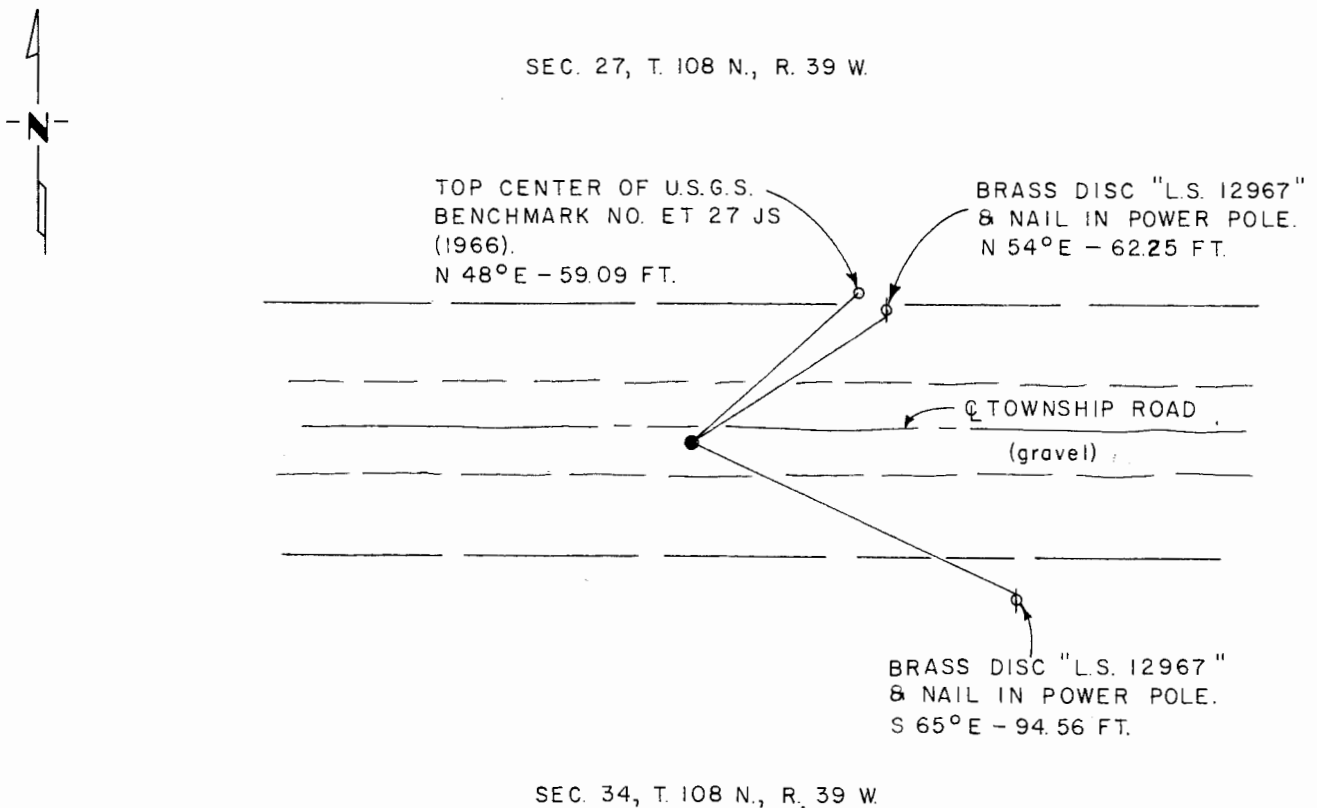 SEC. 27, T. 108 N., R. 39 W.
N
TOP CENTER OF U.S.G.S.
BENCHMARK NO. ET 27 JS
(1966).
N 48°E – 59.09 FT.
BRASS DISC "L.S. 12967"
& NAIL IN POWER POLE.
N 54°E – 62.25 FT.
℄ TOWNSHIP ROAD
(gravel)
BRASS DISC "L.S. 12967"
& NAIL IN POWER POLE.
S 65°E – 94.56 FT.
SEC. 34, T. 108 N., R. 39 W.